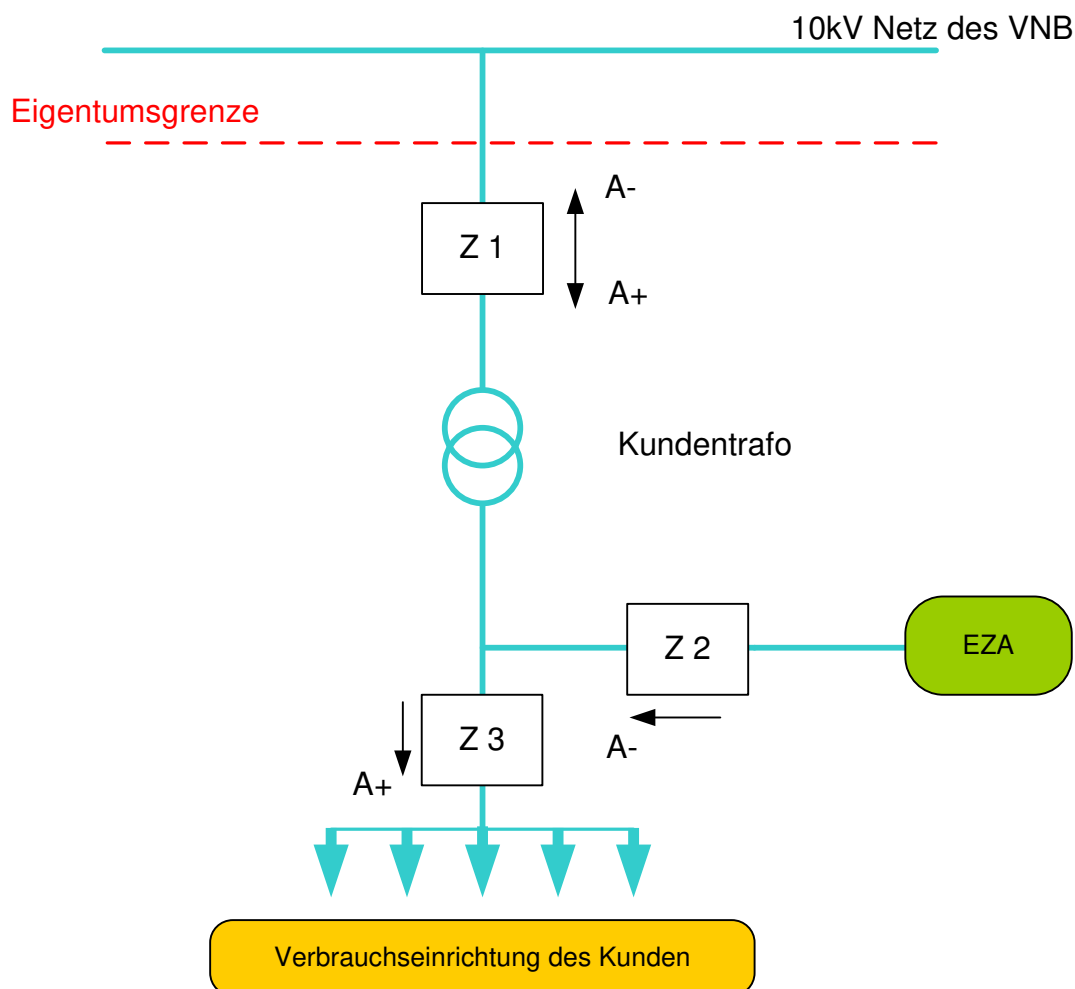 10kV Netz des VNB
Eigentumsgrenze
A-
Z 1
A+
Kundentrafo
Z 2
EZA
A-
Z 3
A+
Verbrauchseinrichtung des Kunden